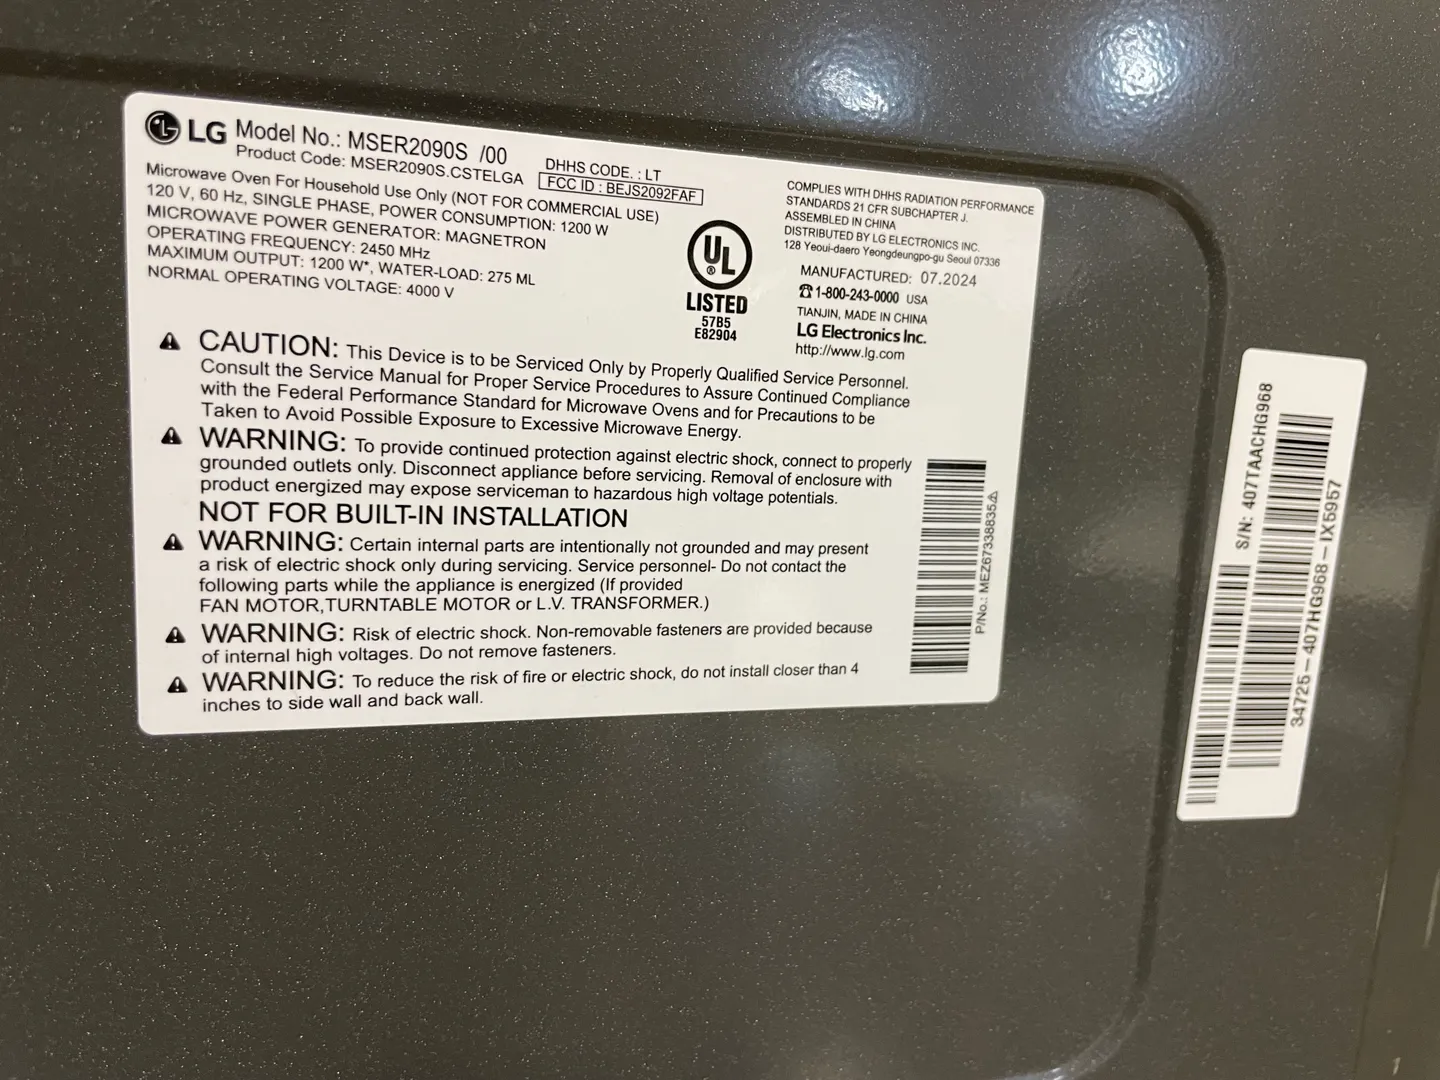 LG Model No.: MSER2090S /00
Product Code: MSER2090S.CSTELGA
DHHS CODE. : LT
FCC ID : BEJS2092FAF
Microwave Oven For Household Use Only (NOT FOR COMMERCIAL USE)
120 V, 60 Hz, SINGLE PHASE, POWER CONSUMPTION: 1200 W
MICROWAVE POWER GENERATOR: MAGNETRON
OPERATING FREQUENCY: 2450 MHz
MAXIMUM OUTPUT: 1200 W*, WATER-LOAD: 275 ML
NORMAL OPERATING VOLTAGE: 4000 V
UL
®
LISTED
57B5
E82904
COMPLIES WITH DHHS RADIATION PERFORMANCE
STANDARDS 21 CFR SUBCHAPTER J.
ASSEMBLED IN CHINA
DISTRIBUTED BY LG ELECTRONICS INC.
128 Yeoui-daero Yeongdeungpo-gu Seoul 07336
MANUFACTURED: 07.2024
☎1-800-243-0000 USA
TIANJIN, MADE IN CHINA
LG Electronics Inc.
http://www.lg.com
⚠ CAUTION: This Device is to be Serviced Only by Properly Qualified Service Personnel.
Consult the Service Manual for Proper Service Procedures to Assure Continued Compliance
with the Federal Performance Standard for Microwave Ovens and for Precautions to be
Taken to Avoid Possible Exposure to Excessive Microwave Energy.
⚠ WARNING: To provide continued protection against electric shock, connect to properly
grounded outlets only. Disconnect appliance before servicing. Removal of enclosure with
product energized may expose serviceman to hazardous high voltage potentials.
NOT FOR BUILT-IN INSTALLATION
⚠ WARNING: Certain internal parts are intentionally not grounded and may present
a risk of electric shock only during servicing. Service personnel- Do not contact the
following parts while the appliance is energized (If provided
FAN MOTOR,TURNTABLE MOTOR or L.V. TRANSFORMER.)
⚠ WARNING: Risk of electric shock. Non-removable fasteners are provided because
of internal high voltages. Do not remove fasteners.
⚠ WARNING: To reduce the risk of fire or electric shock, do not install closer than 4
inches to side wall and back wall.
P/No.: MEZ67338835⚠
S/N: 407TAACHG968
34725-407HG968-IX5957